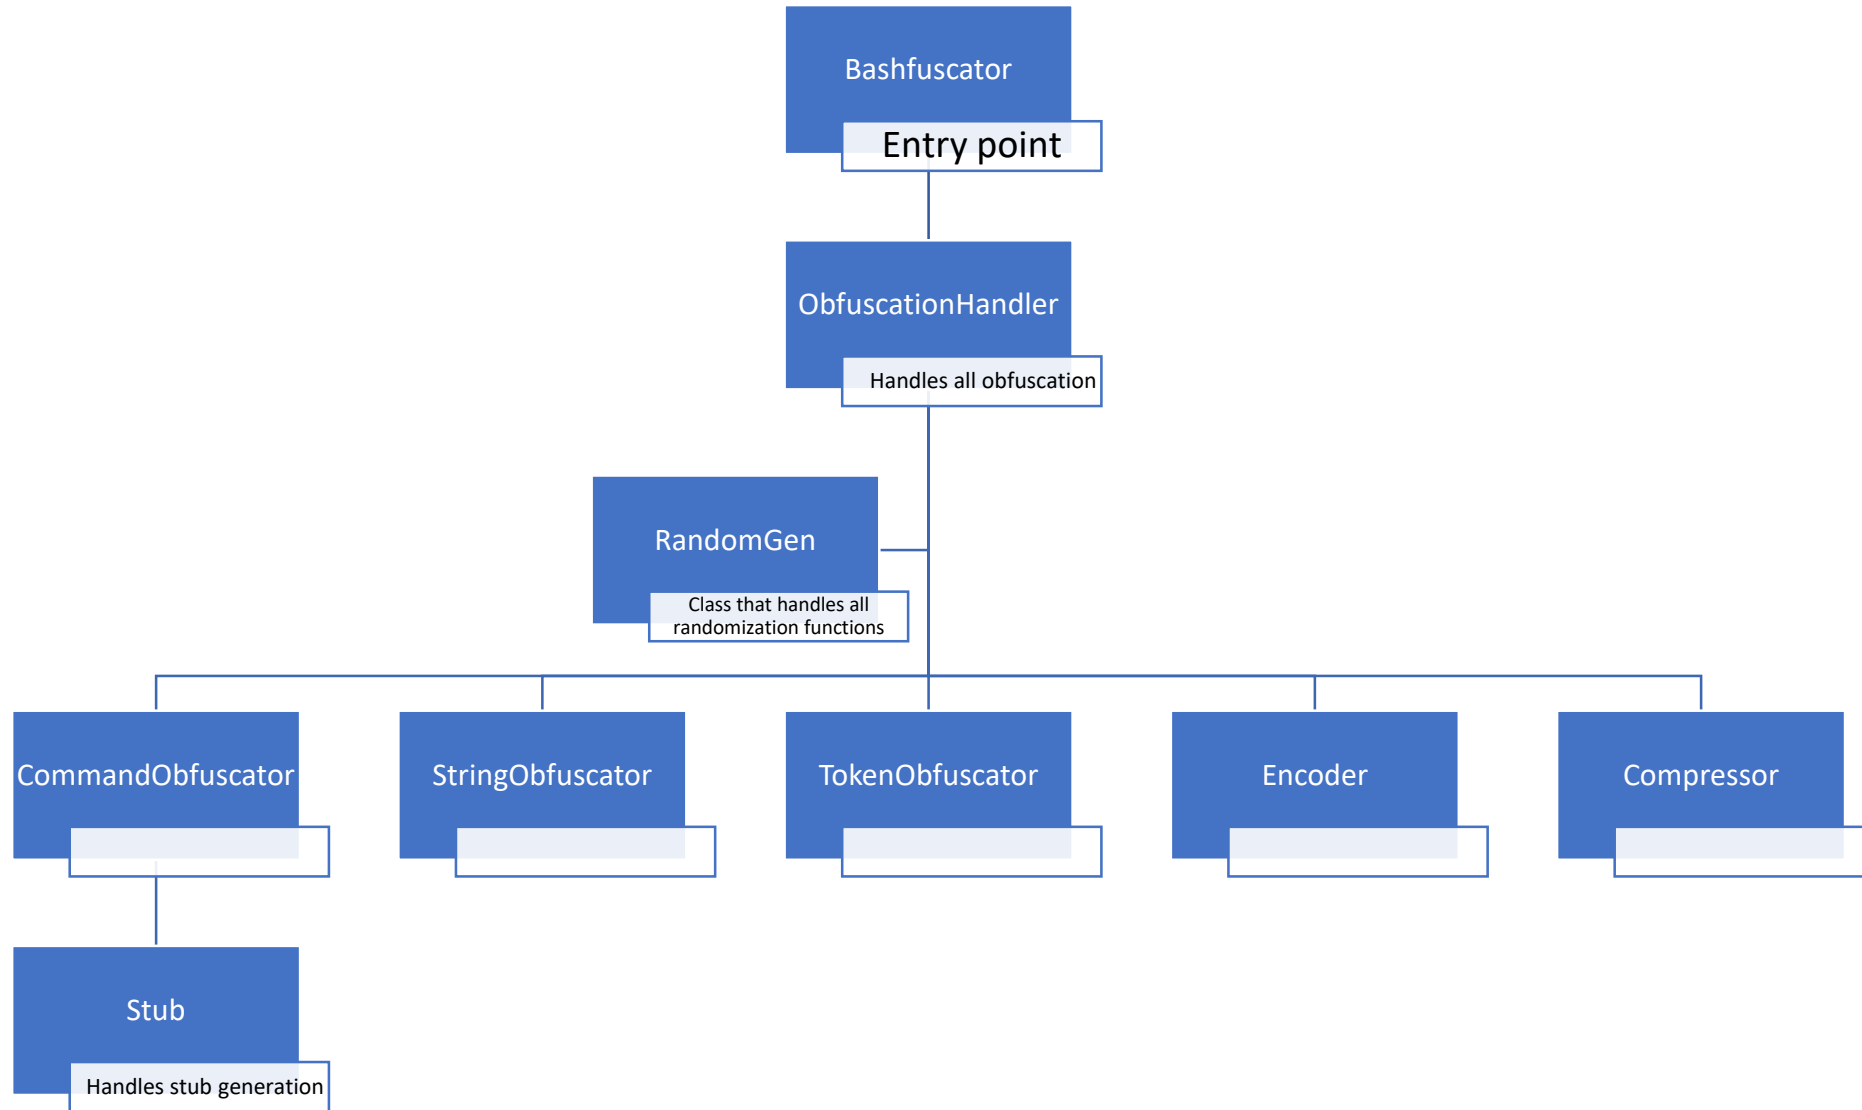 Bashfuscator
Entry point
ObfuscationHandler
Handles all obfuscation
RandomGen
Class that handles all
randomization functions
CommandObfuscator
StringObfuscator
TokenObfuscator
Encoder
Compressor
Stub
Handles stub generation